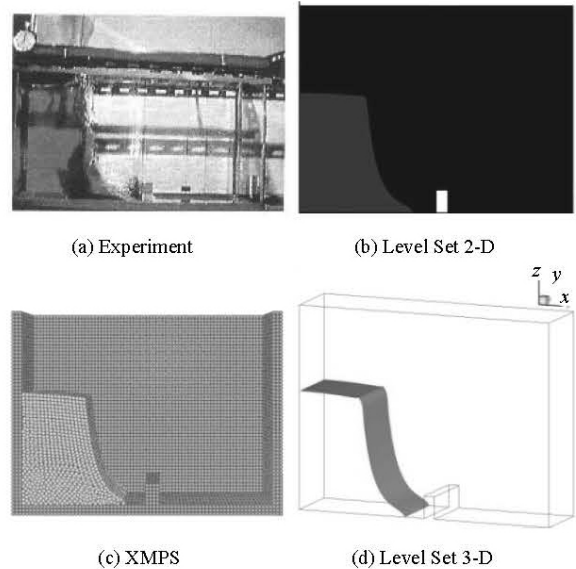 (a) Experiment
(b) Level Set 2-D
z
y
x
(c) XMPS
(d) Level Set 3-D